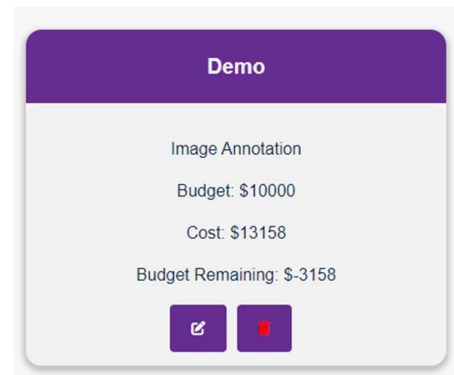 Demo
Image Annotation
Budget: $10000
Cost: $13158
Budget Remaining: $-3158